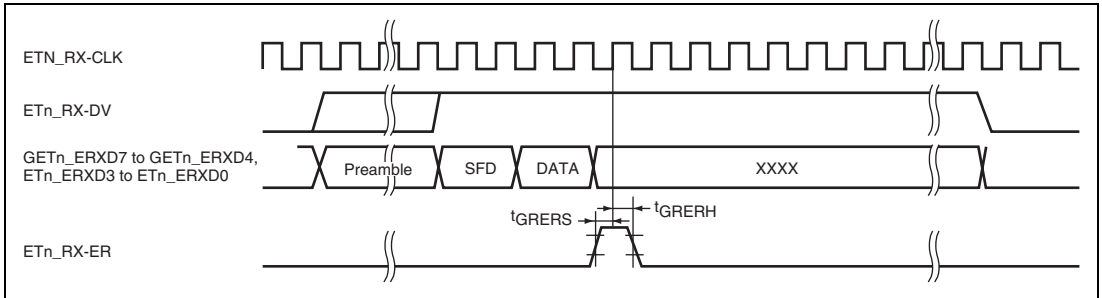 ETN_RX-CLK
ETn_RX-DV
GETn_ERXD7 to GETn_ERXD4,
ETn_ERXD3 to ETn_ERXD0
Preamble SFD DATA XXXX
tGRERS tGRERH
ETn_RX-ER